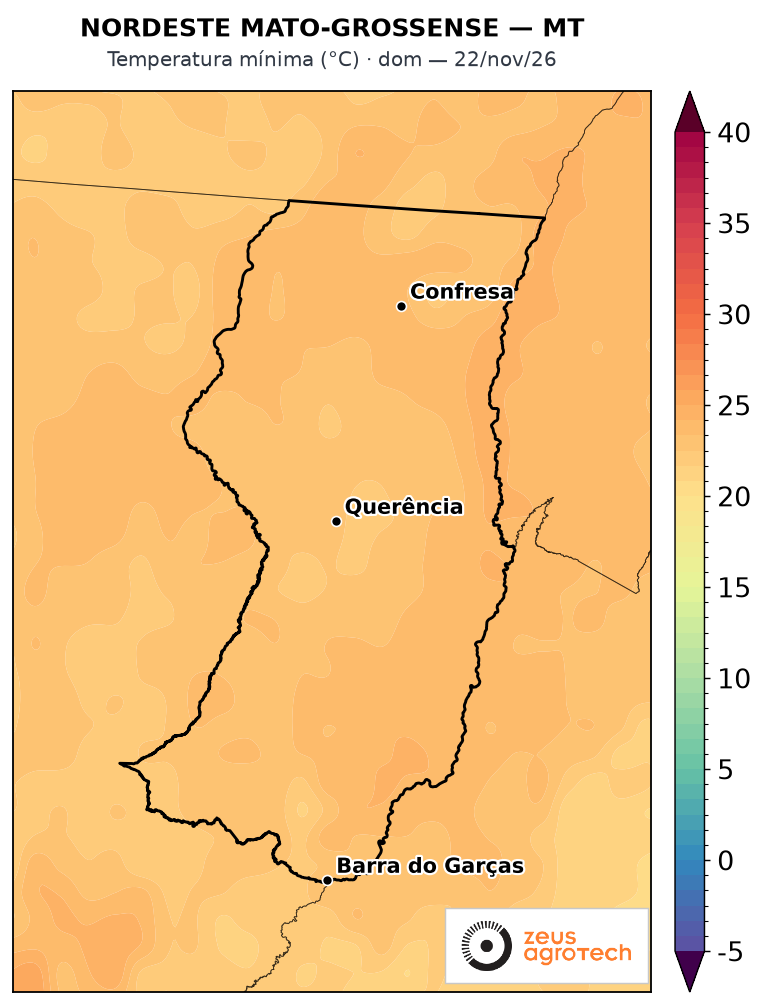 NORDESTE MATO-GROSSENSE — MT
Temperatura mínima (°C) · dom — 22/nov/26
40
35
30
25
20
15
10
5
0
-5
Confresa
Querência
Barra do Garças
zeus
agrotech